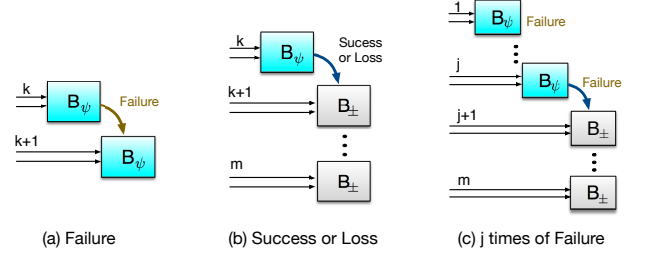 k
B_ψ
Failure
k+1
B_ψ
(a) Failure
k
B_ψ
Sucess
or Loss
k+1
B_±
m
B_±
(b) Success or Loss
1
B_ψ
Failure
j
B_ψ
Failure
j+1
B_±
m
B_±
(c) j times of Failure